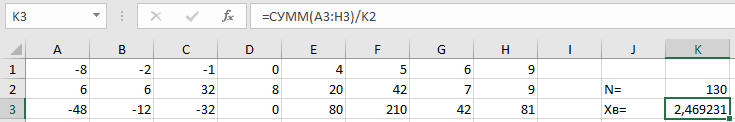 K3 =СУММ(A3:H3)/K2
A B C D E F G H I J K
1 -8 -2 -1 0 4 5 6 9
2 6 6 32 8 20 42 7 9 N= 130
3 -48 -12 -32 0 80 210 42 81 Xв= 2,469231